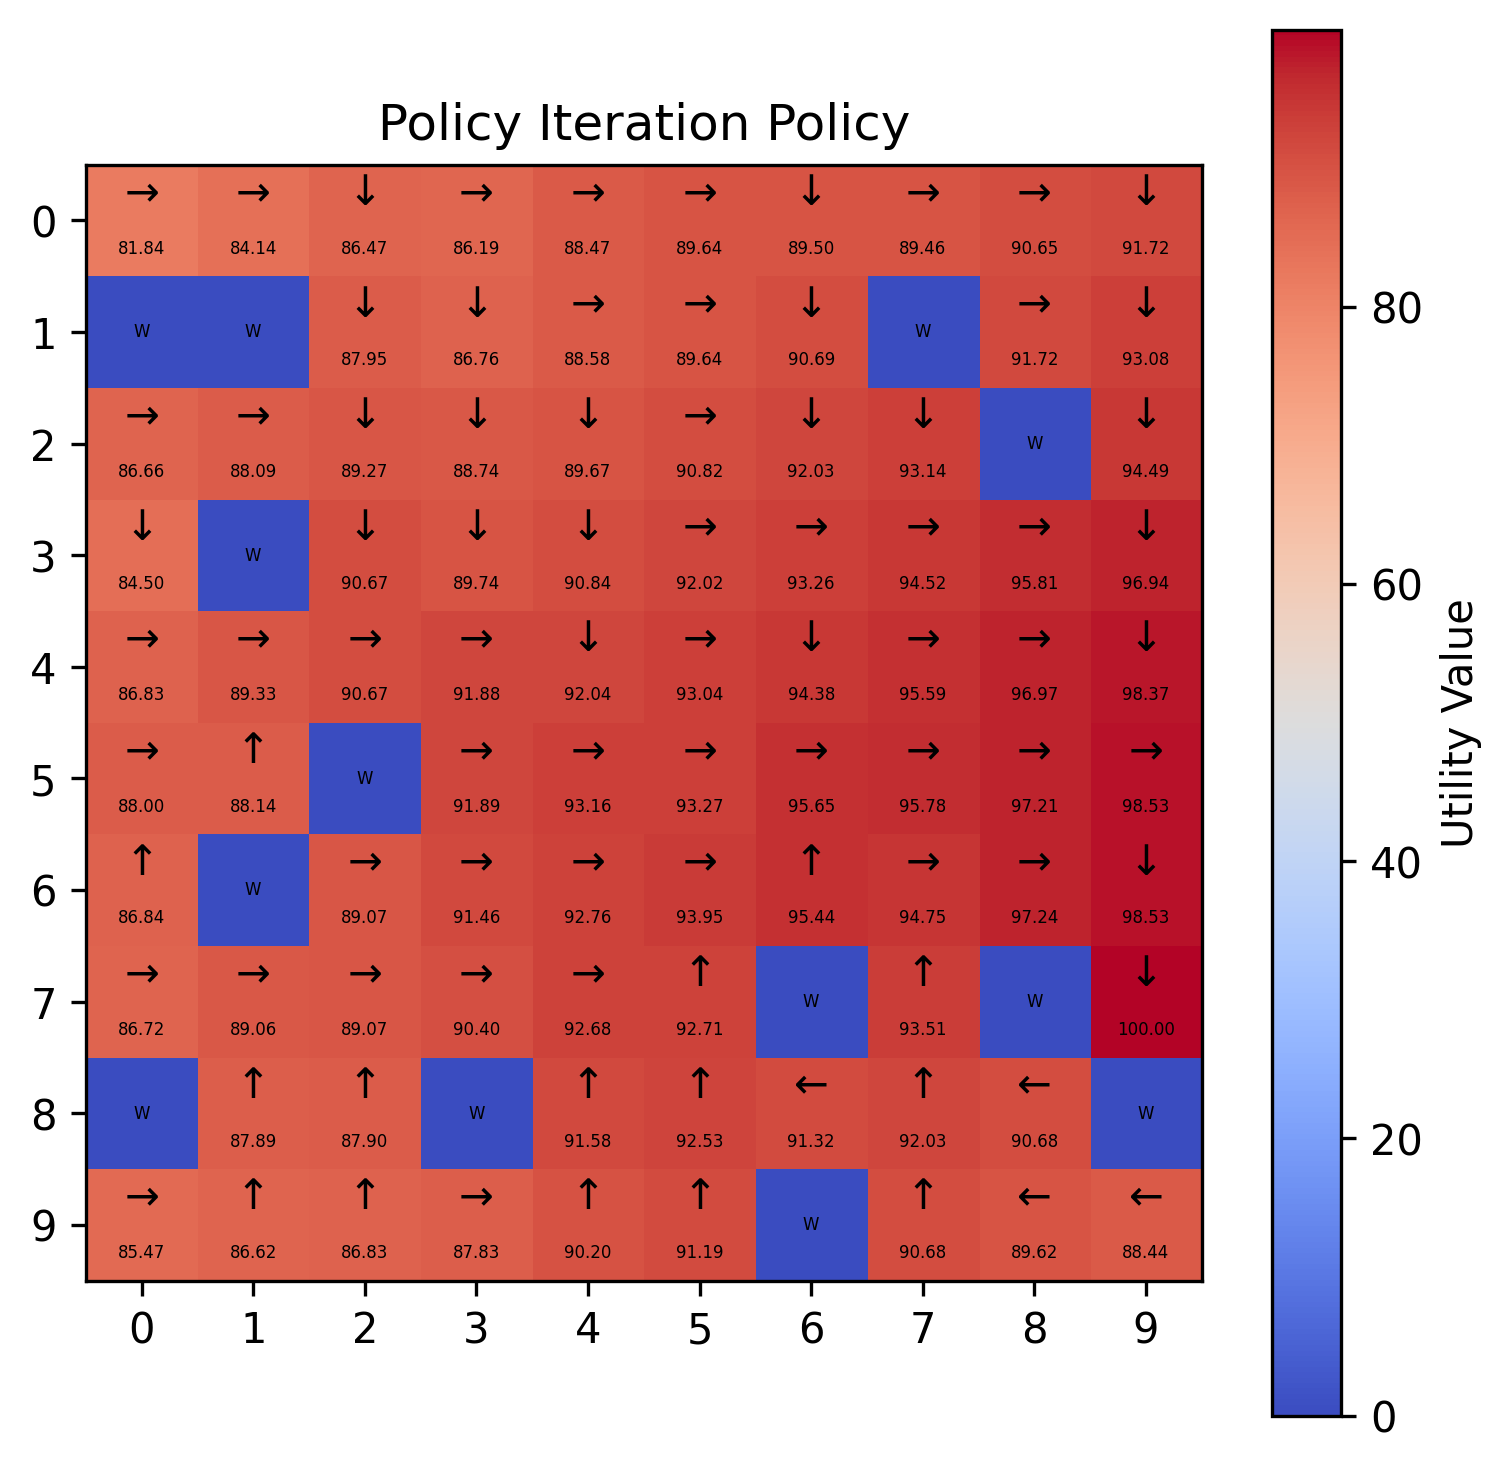 Policy Iteration Policy
0 → → ↓ → → → ↓ → → ↓
81.84 84.14 86.47 86.19 88.47 89.64 89.50 89.46 90.65 91.72
1 W W ↓ ↓ → → ↓ W → ↓
87.95 86.76 88.58 89.64 90.69 91.72 93.08
2 → → ↓ ↓ ↓ → ↓ ↓ W ↓
86.66 88.09 89.27 88.74 89.67 90.82 92.03 93.14 94.49
3 ↓ W ↓ ↓ ↓ → → → → ↓
84.50 90.67 89.74 90.84 92.02 93.26 94.52 95.81 96.94
4 → → → → ↓ → ↓ → → ↓
86.83 89.33 90.67 91.88 92.04 93.04 94.38 95.59 96.97 98.37
5 → ↑ W → → → → → → →
88.00 88.14 91.89 93.16 93.27 95.65 95.78 97.21 98.53
6 ↑ W → → → → ↑ → → ↓
86.84 89.07 91.46 92.76 93.95 95.44 94.75 97.24 98.53
7 → → → → → ↑ W ↑ W ↓
86.72 89.06 89.07 90.40 92.68 92.71 93.51 100.00
8 W ↑ ↑ W ↑ ↑ ← ↑ ← W
87.89 87.90 91.58 92.53 91.32 92.03 90.68
9 → ↑ ↑ → ↑ ↑ W ↑ ← ←
85.47 86.62 86.83 87.83 90.20 91.19 90.68 89.62 88.44
0 1 2 3 4 5 6 7 8 9
80
60
40
20
0
Utility Value